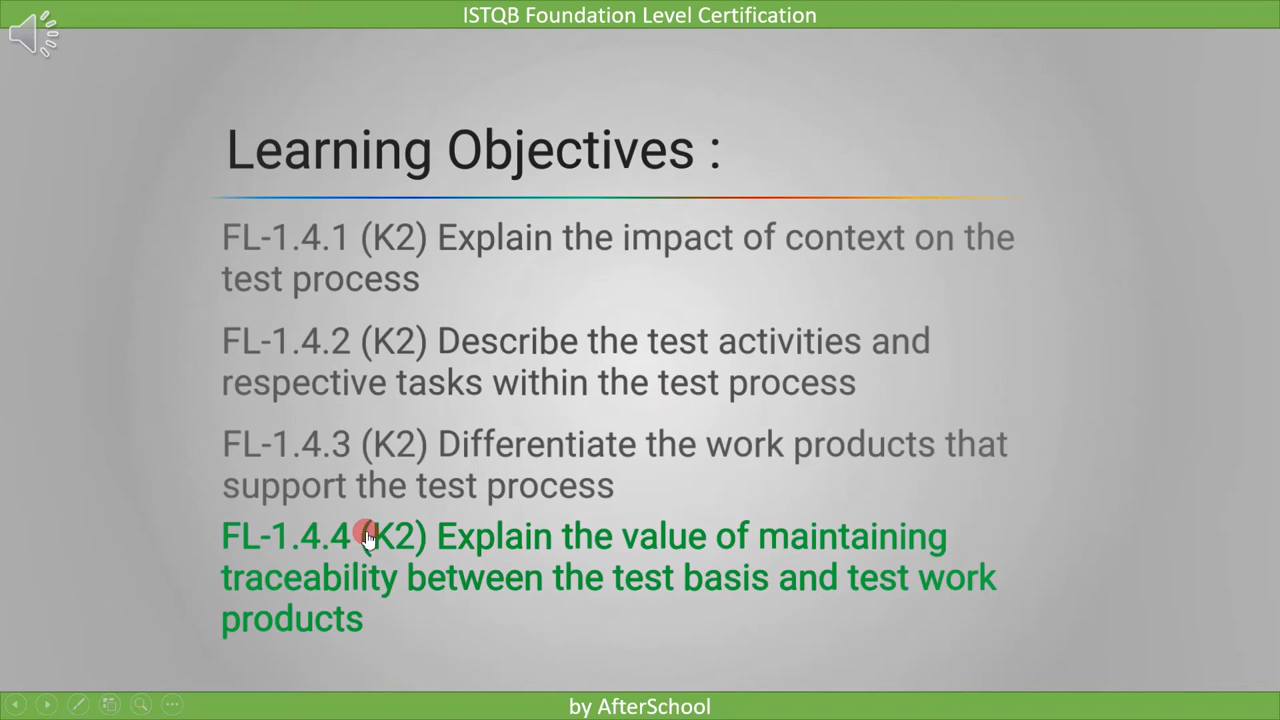 ISTQB Foundation Level Certification
Learning Objectives :
FL-1.4.1 (K2) Explain the impact of context on the
test process
FL-1.4.2 (K2) Describe the test activities and
respective tasks within the test process
FL-1.4.3 (K2) Differentiate the work products that
support the test process
FL-1.4.4 (K2) Explain the value of maintaining
traceability between the test basis and test work
products
by AfterSchool